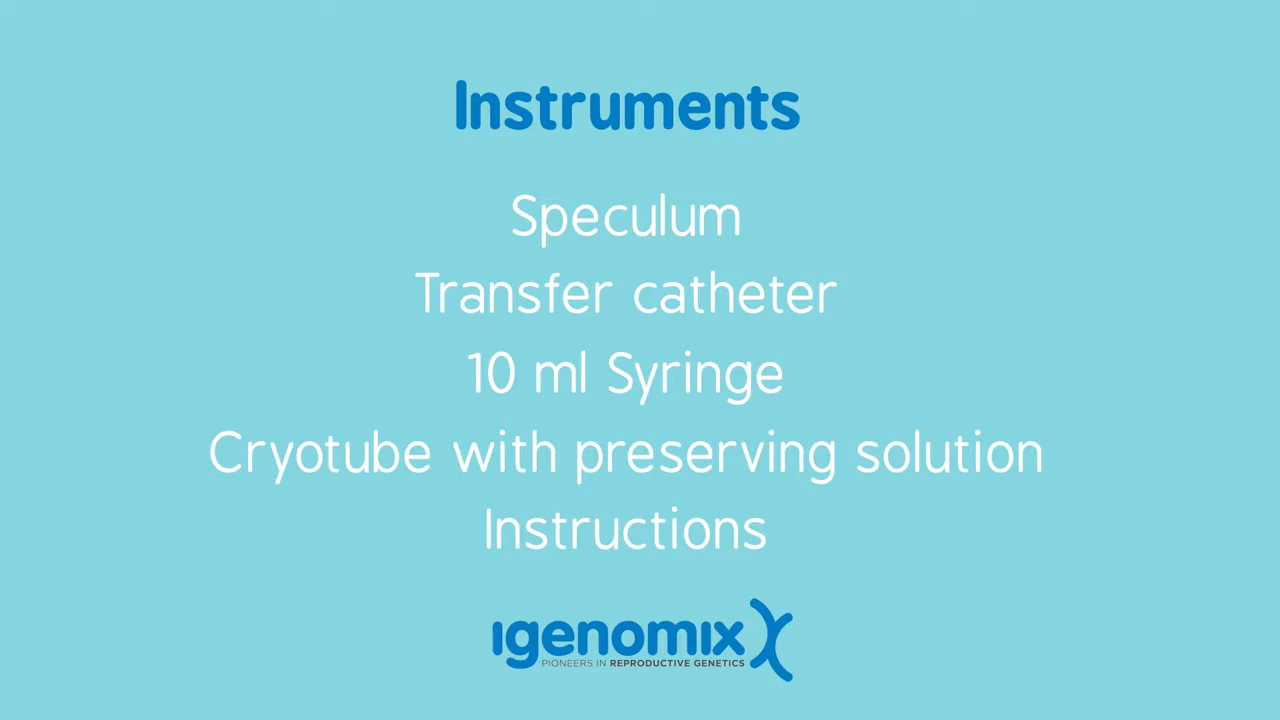 Instruments
Speculum
Transfer catheter
10 ml Syringe
Cryotube with preserving solution
Instructions
igenomix
PIONEERS IN REPRODUCTIVE GENETICS